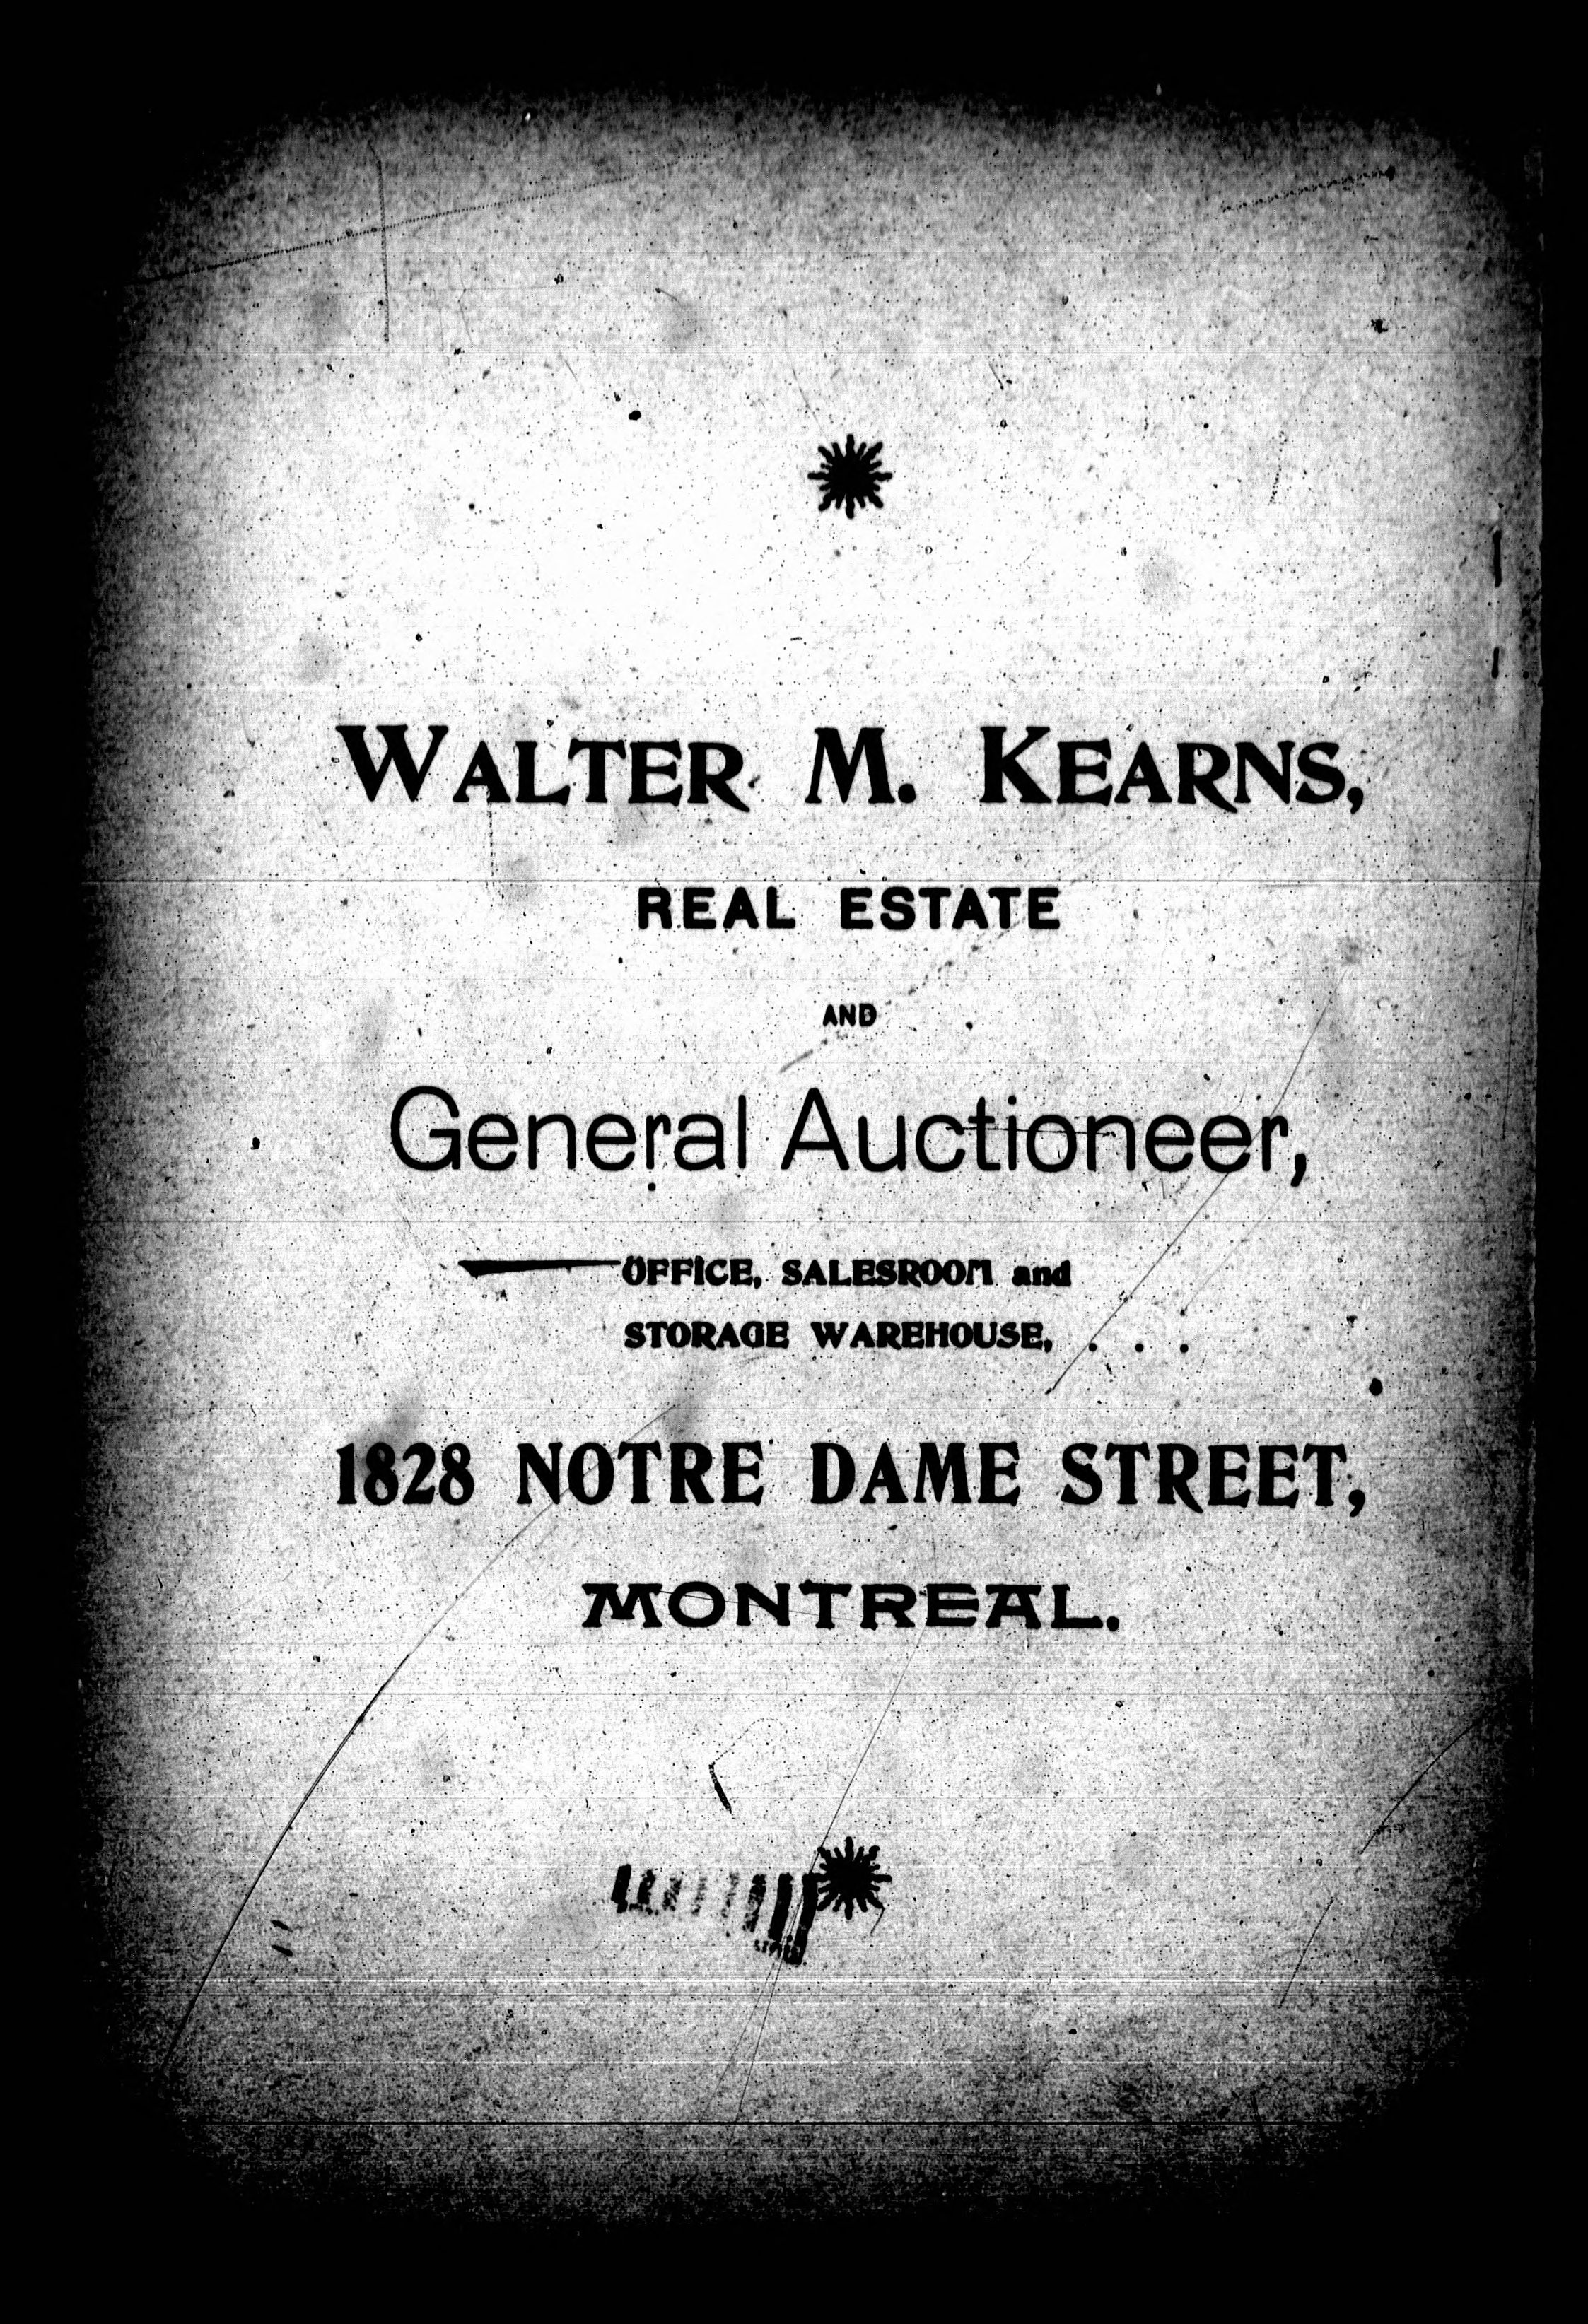 WALTER M. KEARNS,
REAL ESTATE
AND
General Auctioneer,
OFFICE, SALESROOM and
STORAGE WAREHOUSE, . . .
1828 NOTRE DAME STREET,
MONTREAL.